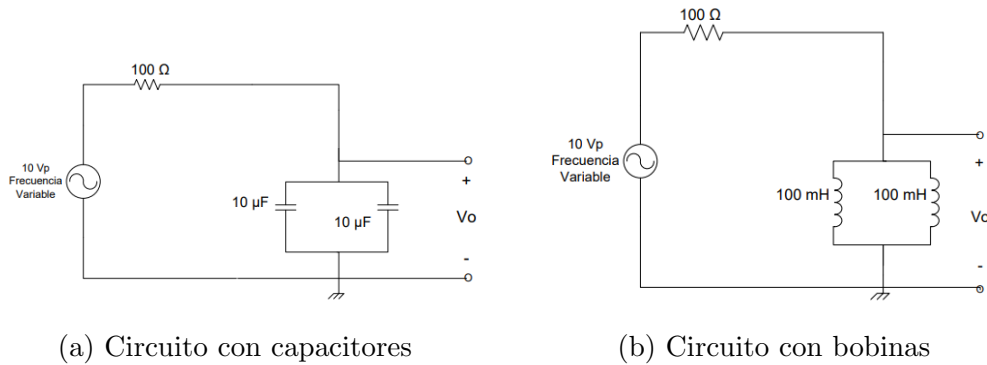 100 Ω
10 Vp
Frecuencia
Variable
10 µF
10 µF
+
Vo
-
(a) Circuito con capacitores
100 Ω
10 Vp
Frecuencia
Variable
100 mH
100 mH
+
Vo
-
(b) Circuito con bobinas